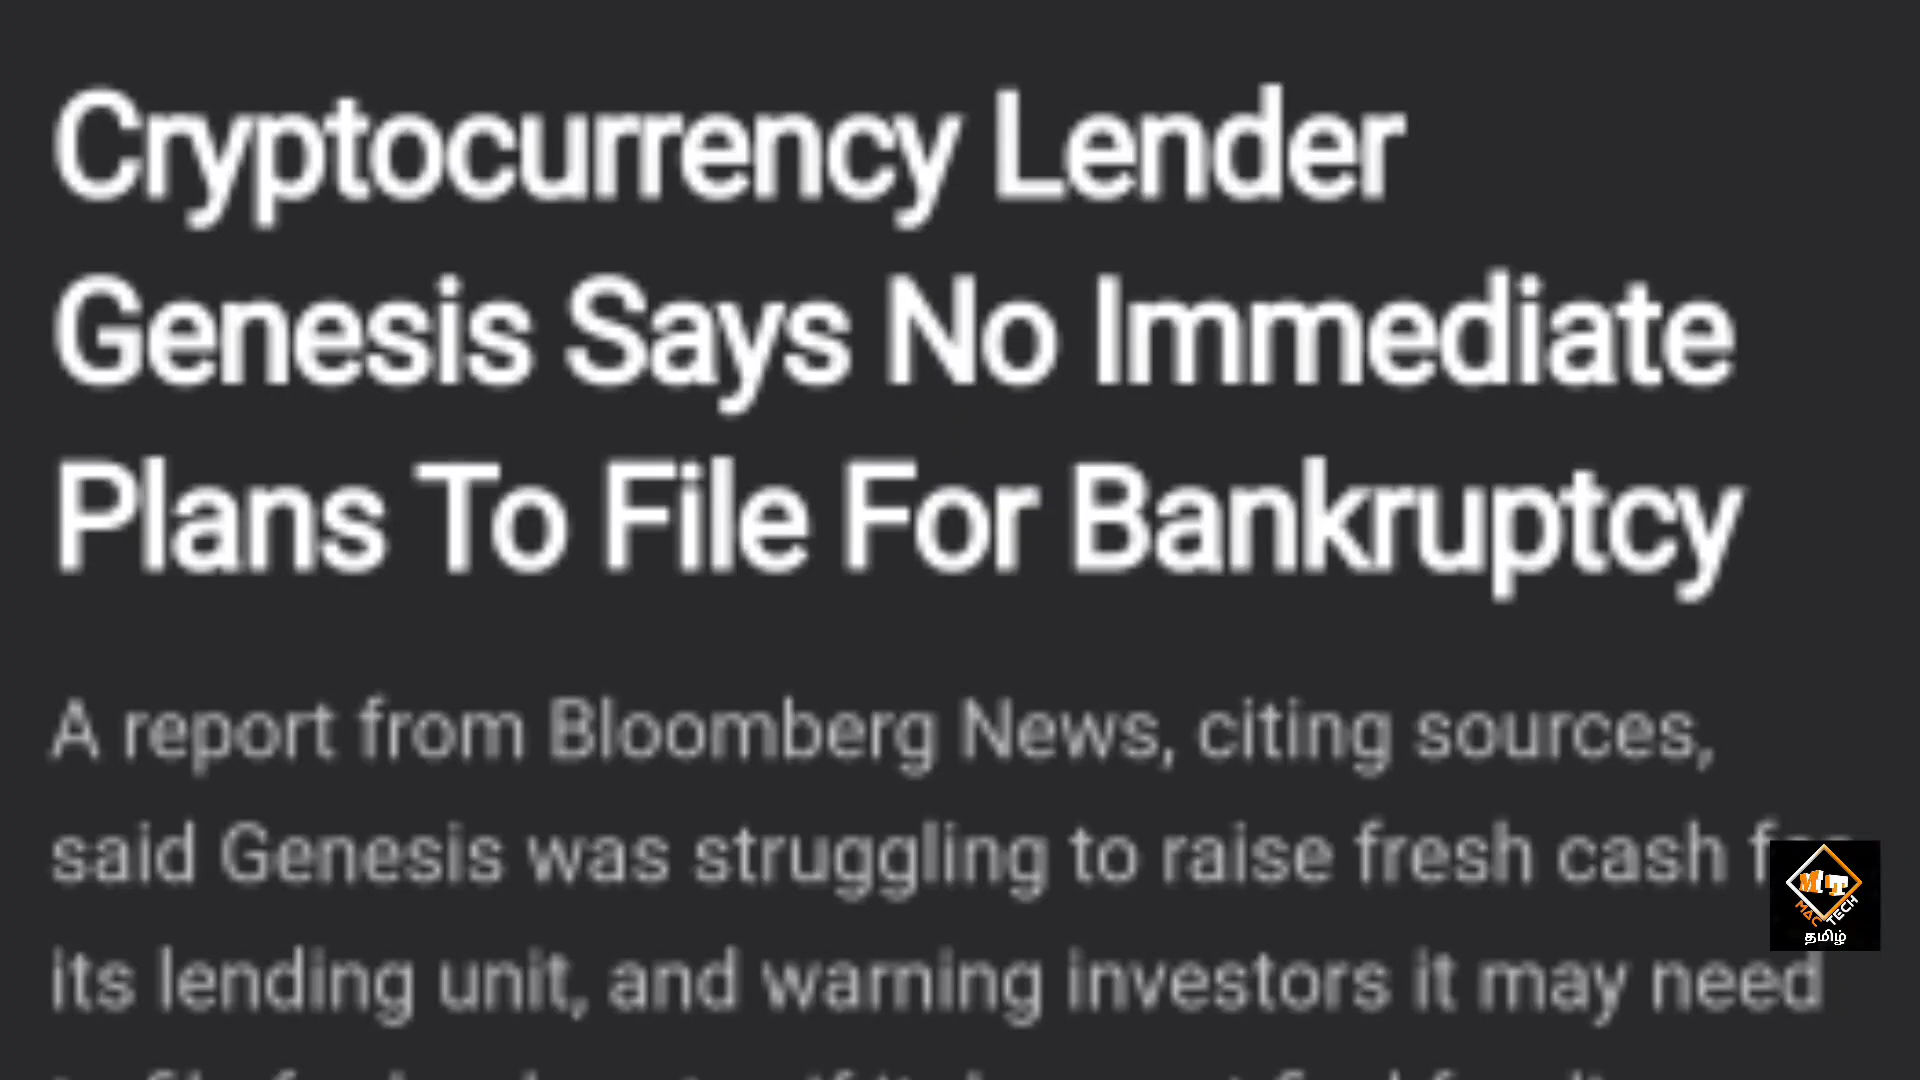 Cryptocurrency Lender
Genesis Says No Immediate
Plans To File For Bankruptcy
A report from Bloomberg News, citing sources,
said Genesis was struggling to raise fresh cash
its lending unit, and warning investors it may need
MT
MAC TECH
தமிழ்